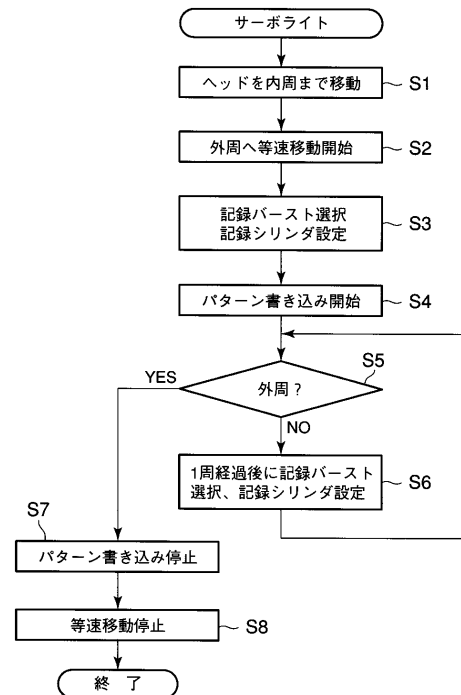 サーボライト
ヘッドを内周まで移動
S1
外周へ等速移動開始
S2
記録バースト選択
記録シリンダ設定
S3
パターン書き込み開始
S4
S5
YES
外周？
NO
1周経過後に記録バースト
選択、記録シリンダ設定
S6
S7
パターン書き込み停止
等速移動停止
S8
終 了